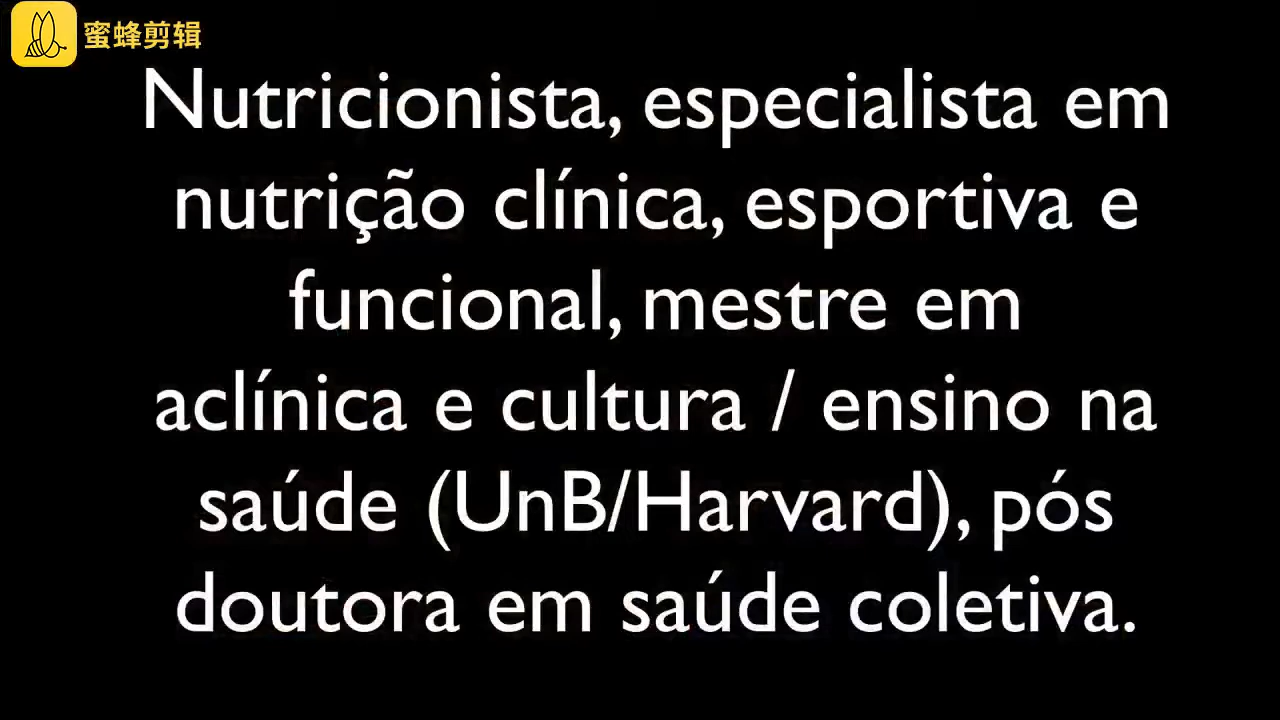 蜜蜂剪辑
Nutricionista, especialista em
nutrição clínica, esportiva e
funcional, mestre em
aclínica e cultura / ensino na
saúde (UnB/Harvard), pós
doutora em saúde coletiva.